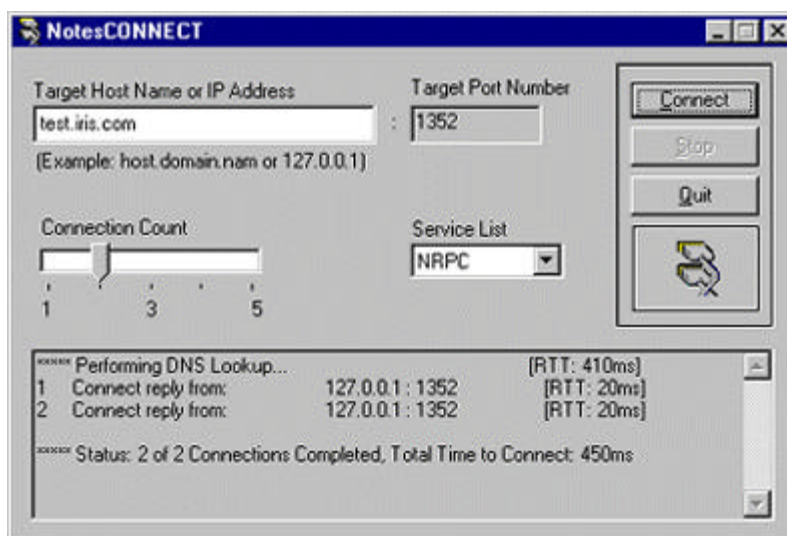 NotesCONNECT
Target Host Name or IP Address
Target Port Number
test.iris.com : 1352
(Example: host.domain.nam or 127.0.0.1)
Connect
Stop
Quit
Connection Count
Service List
NRPC
1 3 5
***** Performing DNS Lookup... [RTT: 410ms]
1 Connect reply from: 127.0.0.1 : 1352 [RTT: 20ms]
2 Connect reply from: 127.0.0.1 : 1352 [RTT: 20ms]
***** Status: 2 of 2 Connections Completed, Total Time to Connect: 450ms